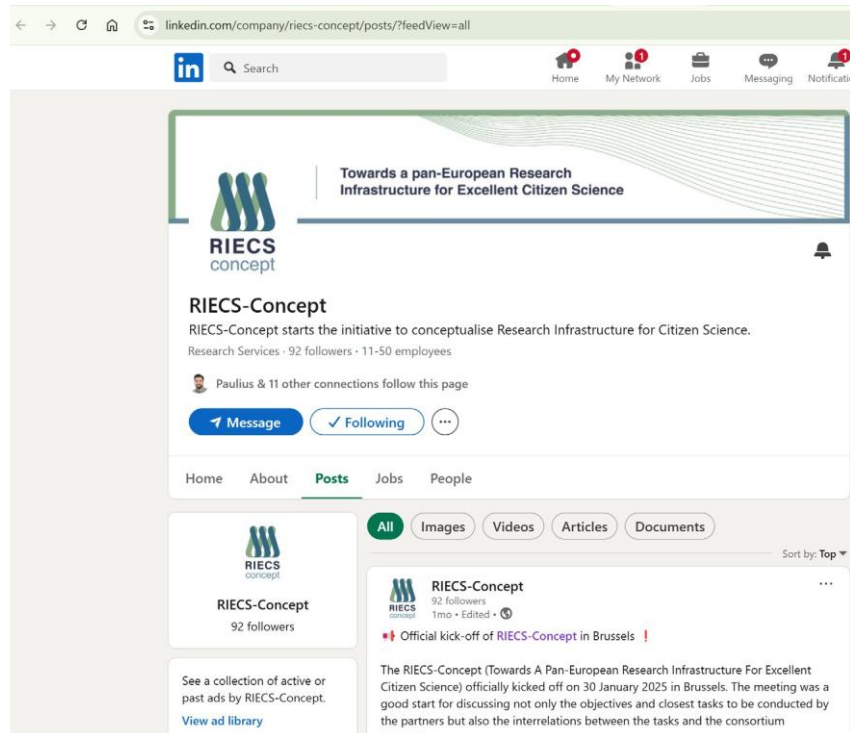 linkedin.com/company/riecs-concept/posts/?feedView=all
in
Search
Home
1
My Network
Jobs
Messaging
1
Notificati
Towards a pan-European Research
Infrastructure for Excellent Citizen Science
RIECS
concept
RIECS-Concept
RIECS-Concept starts the initiative to conceptualise Research Infrastructure for Citizen Science.
Research Services · 92 followers · 11-50 employees
Paulius & 11 other connections follow this page
Message
Following
Home About Posts Jobs People
RIECS
concept
RIECS-Concept
92 followers
See a collection of active or
past ads by RIECS-Concept.
View ad library
All Images Videos Articles Documents
Sort by: Top
RIECS
concept
RIECS-Concept
92 followers
1mo • Edited •
Official kick-off of RIECS-Concept in Brussels ❗
The RIECS-Concept (Towards A Pan-European Research Infrastructure For Excellent
Citizen Science) officially kicked off on 30 January 2025 in Brussels. The meeting was a
good start for discussing not only the objectives and closest tasks to be conducted by
the partners but also the interrelations between the tasks and the consortium